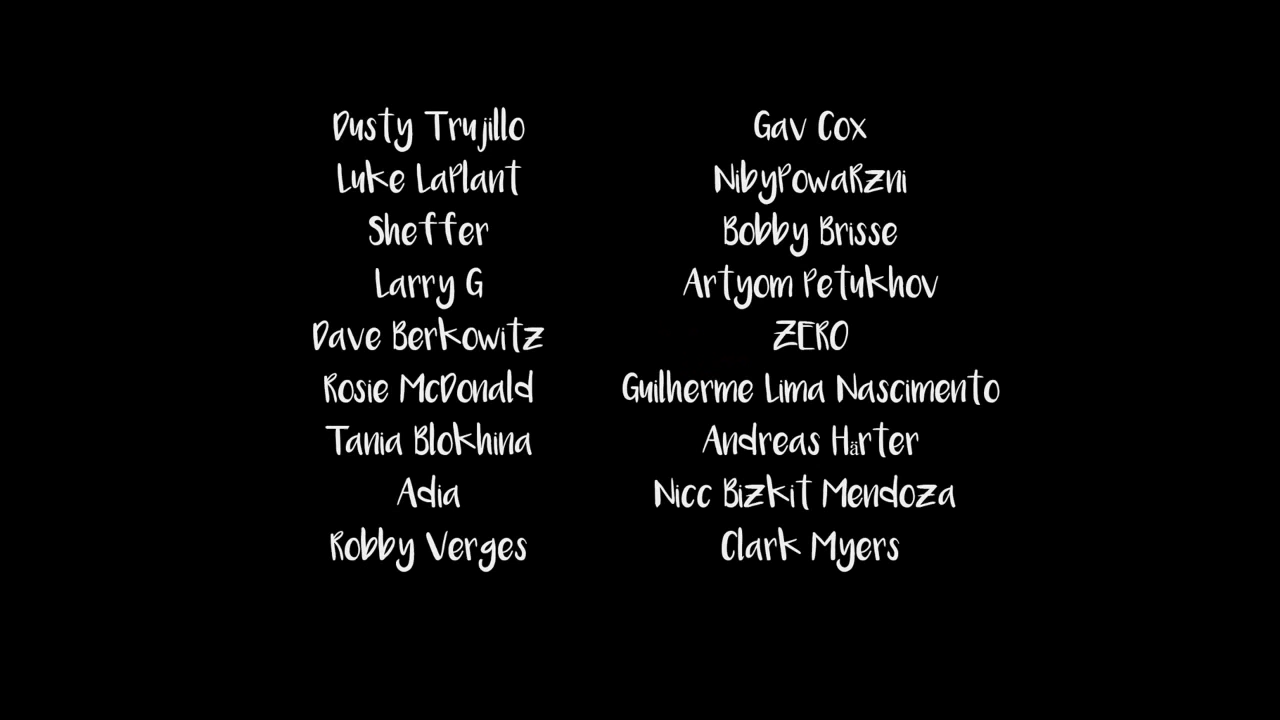 Dusty Trujillo
Luke LaPlant
Sheffer
Larry G
Dave Berkowitz
Rosie McDonald
Tania Blokhina
Adia
Robby Verges
Gav Cox
NibyPowaRzni
Bobby Brisse
Artyom Petukhov
ZERO
Guilherme Lima Nascimento
Andreas Härter
Nicc Bizkit Mendoza
Clark Myers